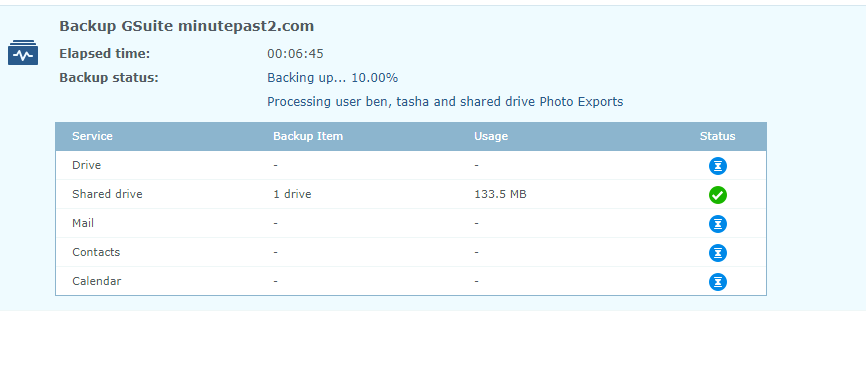 Backup GSuite minutepast2.com
Elapsed time: 00:06:45
Backup status: Backing up... 10.00%
Processing user ben, tasha and shared drive Photo Exports
Service Backup Item Usage Status
Drive - -
Shared drive 1 drive 133.5 MB
Mail - -
Contacts - -
Calendar - -